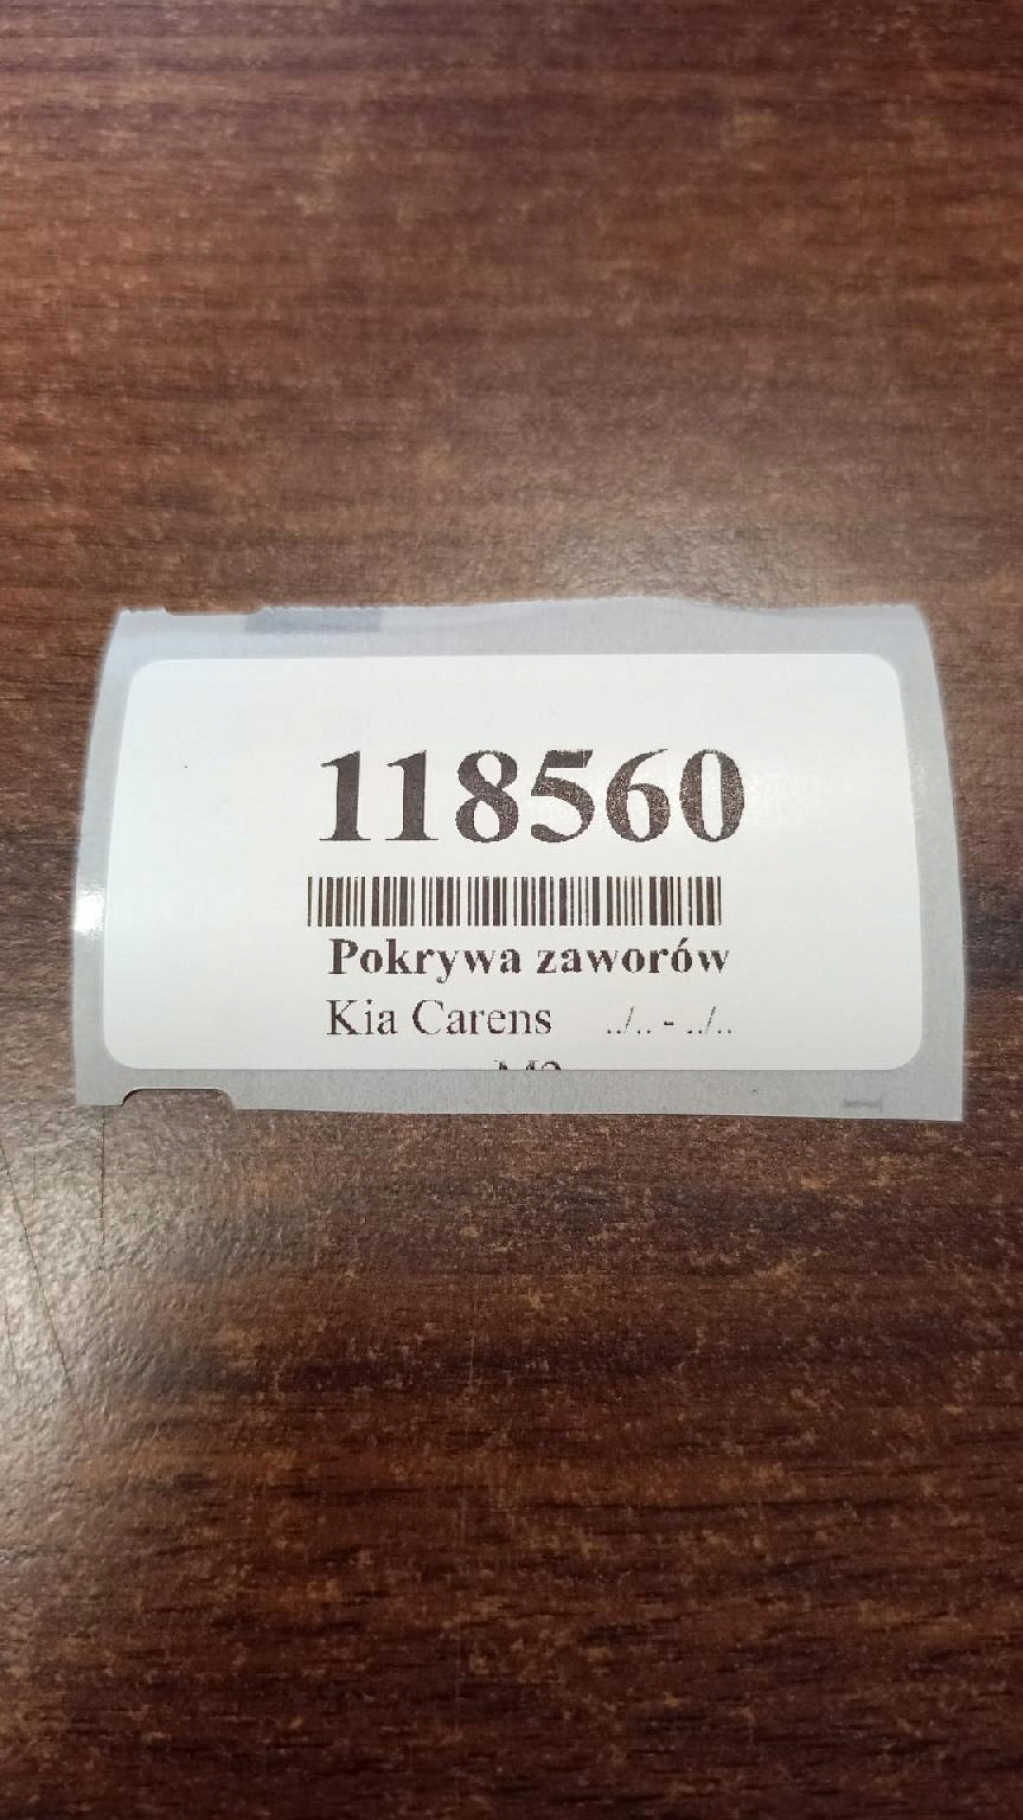 118560
Pokrywa zaworów
Kia Carens ../.. - ../..